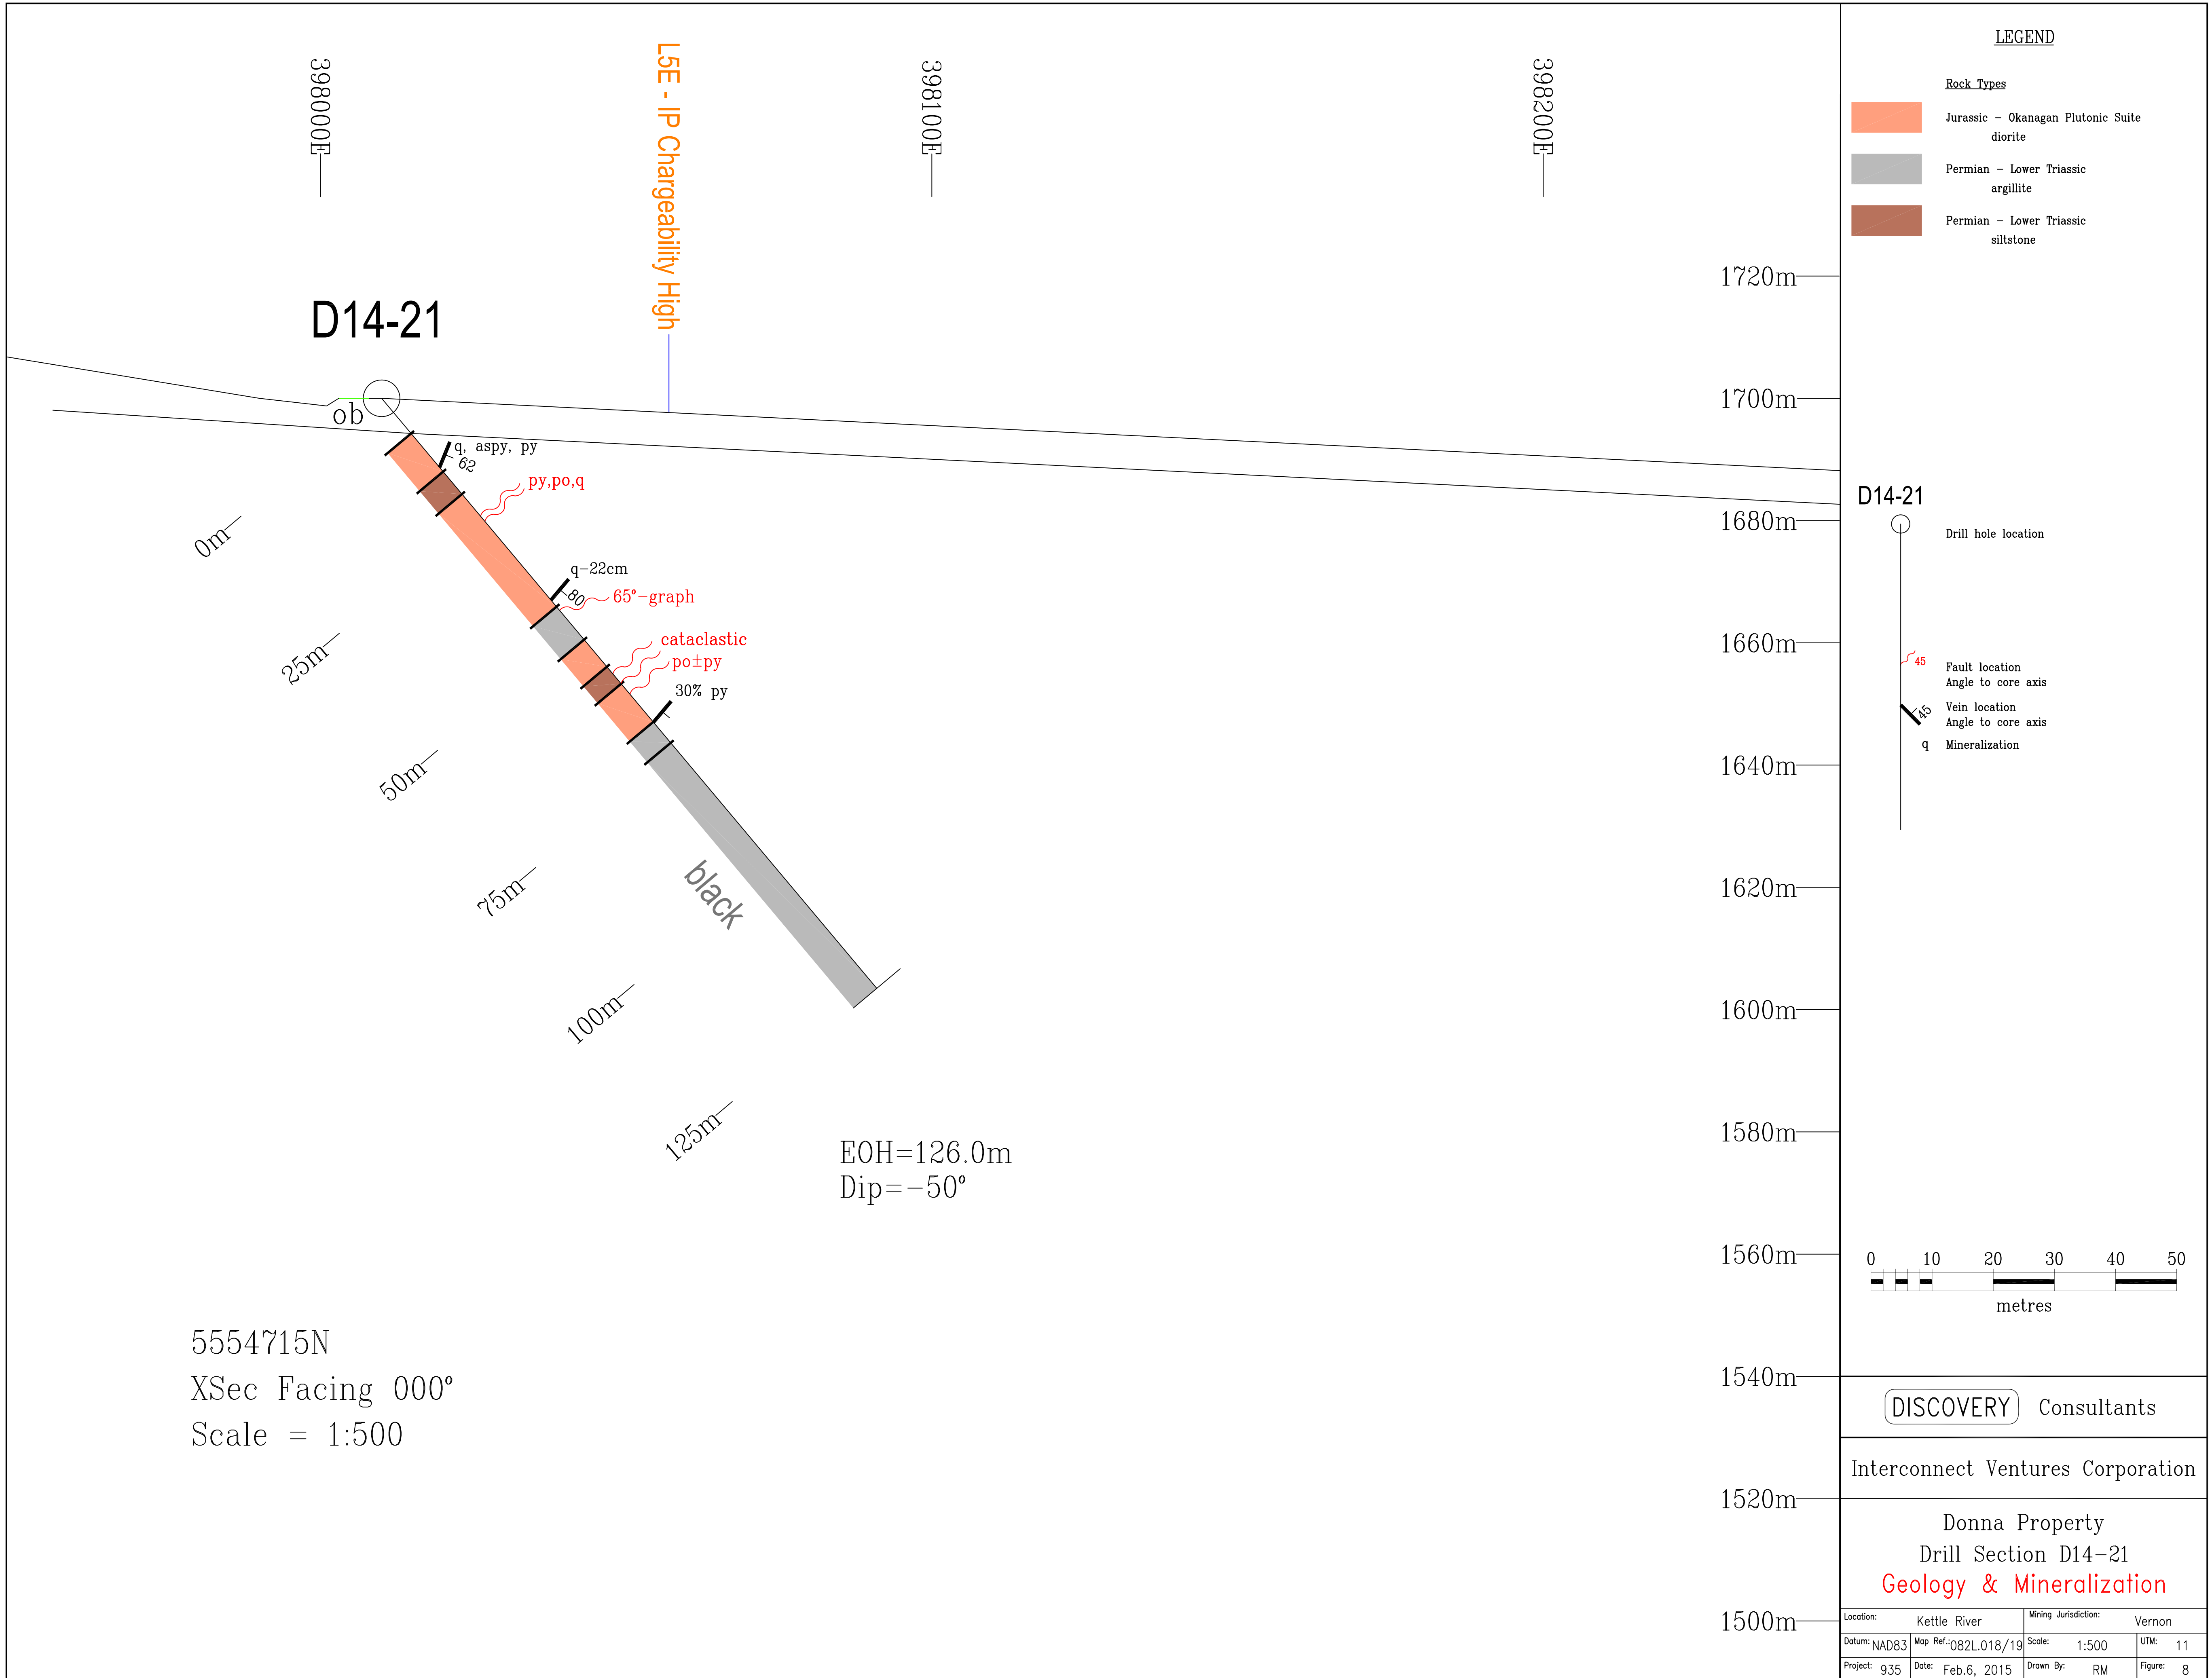 398000E
L5E - IP Chargeability High
398100E
398200E
D14-21
ob
q, aspy, py
62
py,po,q
q-22cm
80
65°-graph
cataclastic
po±py
30% py
0m
25m
50m
75m
100m
125m
black
EOH=126.0m
Dip=-50°
5554715N
XSec Facing 000°
Scale = 1:500
1720m
1700m
1680m
1660m
1640m
1620m
1600m
1580m
1560m
1540m
1520m
1500m
LEGEND
Rock Types
Jurassic - Okanagan Plutonic Suite
diorite
Permian - Lower Triassic
argillite
Permian - Lower Triassic
siltstone
D14-21
Drill hole location
45
Fault location
Angle to core axis
45
Vein location
Angle to core axis
q Mineralization
0 10 20 30 40 50
metres
DISCOVERY Consultants
Interconnect Ventures Corporation
Donna Property
Drill Section D14-21
Geology & Mineralization
Location: Kettle River Mining Jurisdiction: Vernon
Datum: NAD83 Map Ref.: 082L.018/19 Scale: 1:500 UTM: 11
Project: 935 Date: Feb.6, 2015 Drawn By: RM Figure: 8